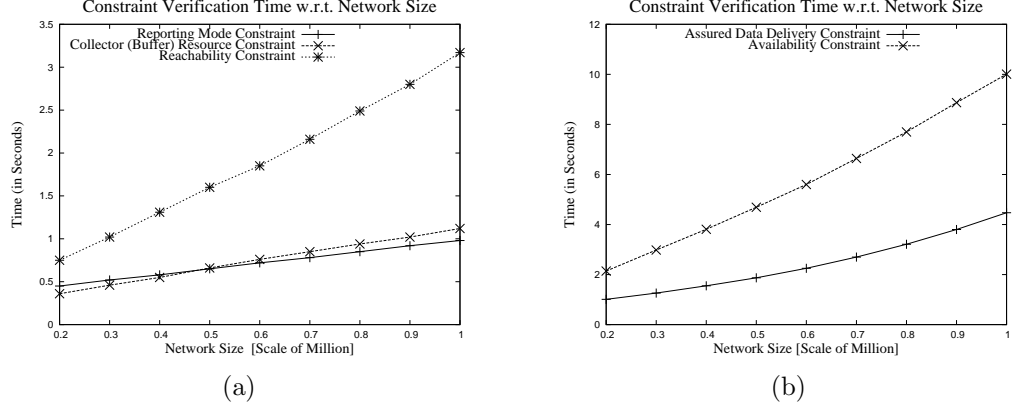 Constraint Verification Time w.r.t. Network Size
3.5
3
2.5
2
1.5
1
0.5
0
Time (in Seconds)
Reporting Mode Constraint
Collector (Buffer) Resource Constraint
Reachability Constraint
0.2 0.3 0.4 0.5 0.6 0.7 0.8 0.9 1
Network Size [Scale of Million]
(a)
Constraint Verification Time w.r.t. Network Size
12
10
8
6
4
2
0
Time (in Seconds)
Assured Data Delivery Constraint
Availability Constraint
0.2 0.3 0.4 0.5 0.6 0.7 0.8 0.9 1
Network Size [Scale of Million]
(b)